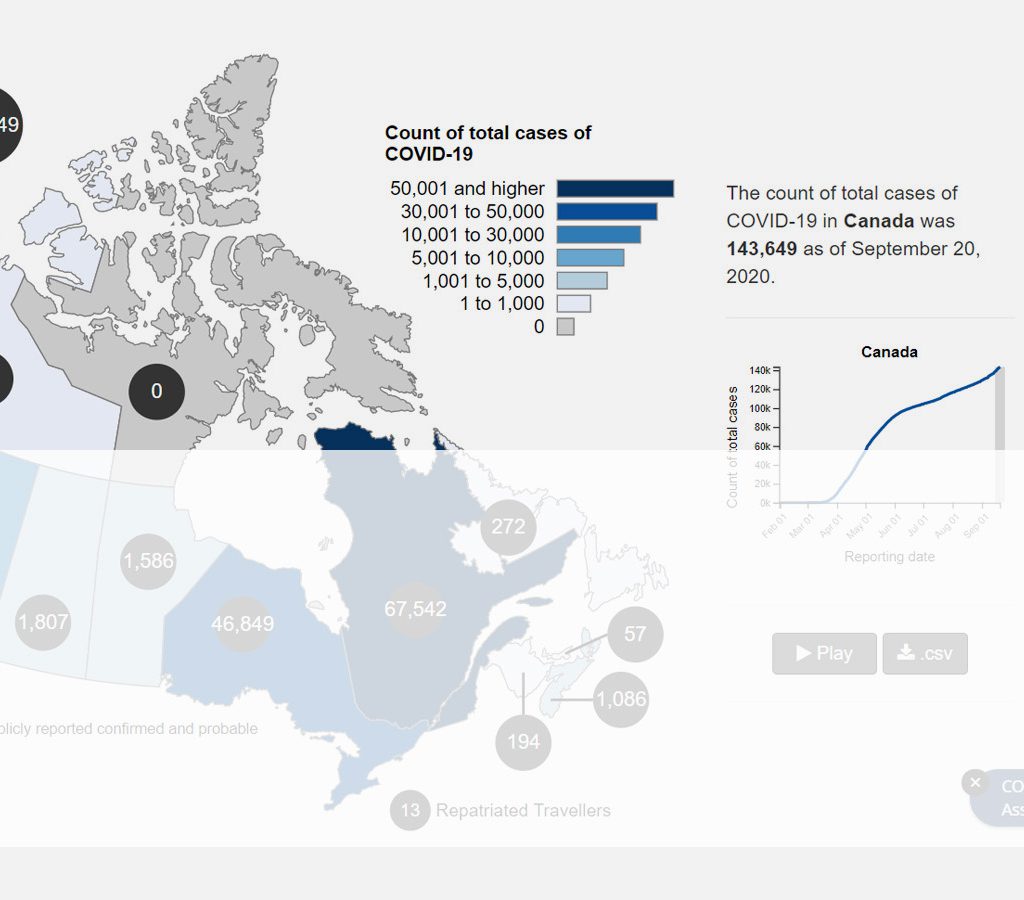 49
Count of total cases of
COVID-19
50,001 and higher
30,001 to 50,000
10,001 to 30,000
5,001 to 10,000
1,001 to 5,000
1 to 1,000
0
The count of total cases of
COVID-19 in Canada was
143,649 as of September 20,
2020.
Canada
Count of total cases
140k
120k
100k
80k
60k
40k
20k
0k
Feb 01
Mar 01
Apr 01
May 01
Jun 01
Jul 01
Aug 01
Sep 01
Reporting date
0
272
1,586
1,807
46,849
67,542
57
1,086
194
Play
.csv
licly reported confirmed and probable
13 Repatriated Travellers
CO
Ass